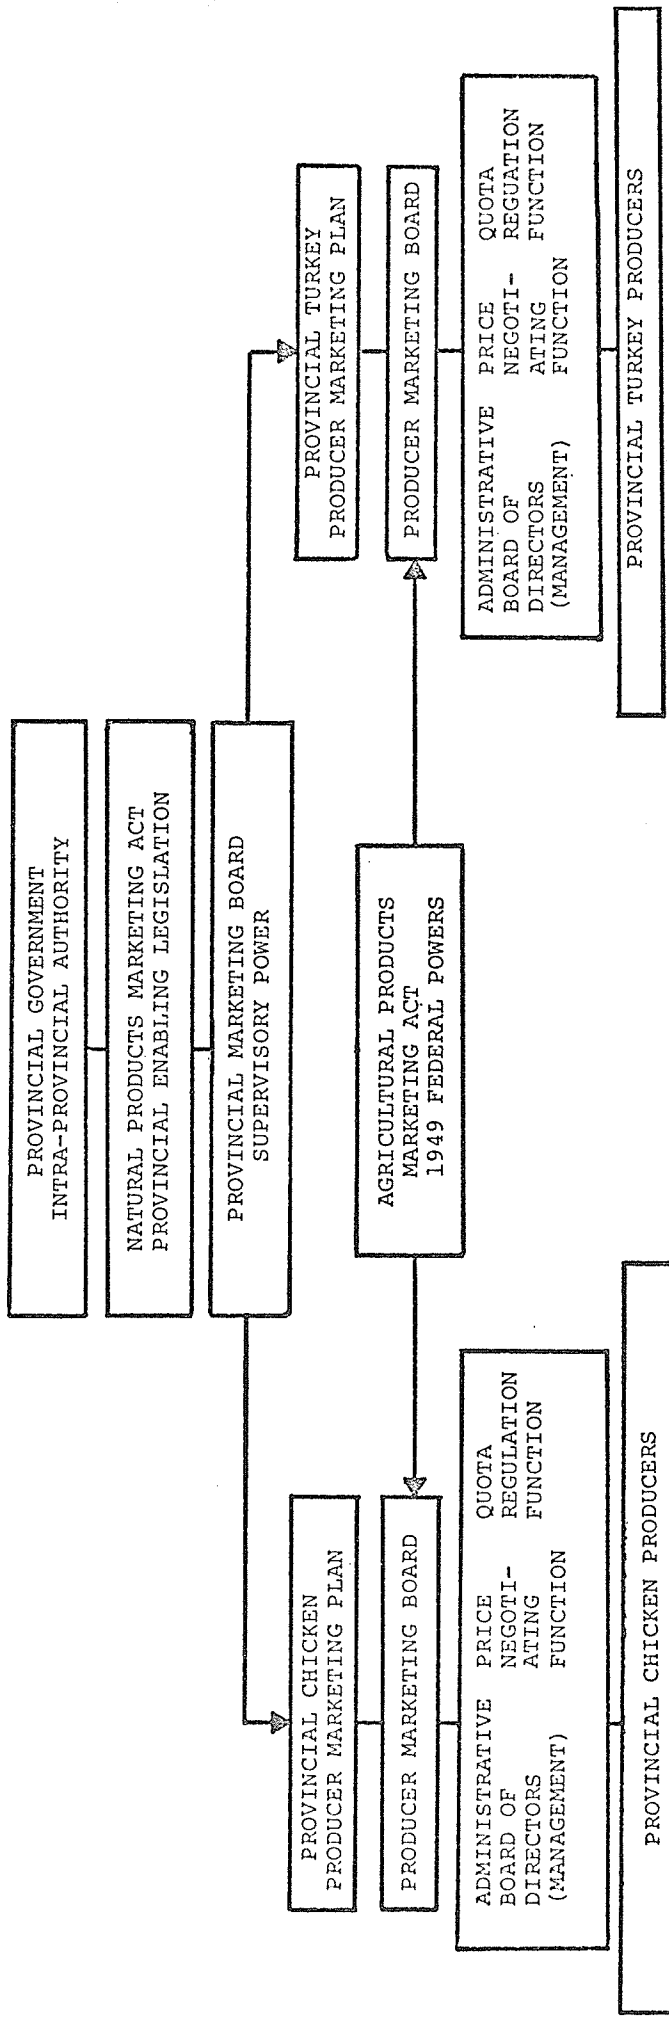 PROVINCIAL GOVERNMENT
INTRA-PROVINCIAL AUTHORITY
NATURAL PRODUCTS MARKETING ACT
PROVINCIAL ENABLING LEGISLATION
PROVINCIAL MARKETING BOARD
SUPERVISORY POWER
PROVINCIAL CHICKEN
PRODUCER MARKETING PLAN
PRODUCER MARKETING BOARD
ADMINISTRATIVE PRICE QUOTA
BOARD OF NEGOTI- REGULATION
DIRECTORS ATING FUNCTION
(MANAGEMENT) FUNCTION
PROVINCIAL CHICKEN PRODUCERS
AGRICULTURAL PRODUCTS
MARKETING ACT
1949 FEDERAL POWERS
PROVINCIAL TURKEY
PRODUCER MARKETING PLAN
PRODUCER MARKETING BOARD
ADMINISTRATIVE PRICE QUOTA
BOARD OF NEGOTI- REGUATION
DIRECTORS ATING FUNCTION
(MANAGEMENT) FUNCTION
PROVINCIAL TURKEY PRODUCERS